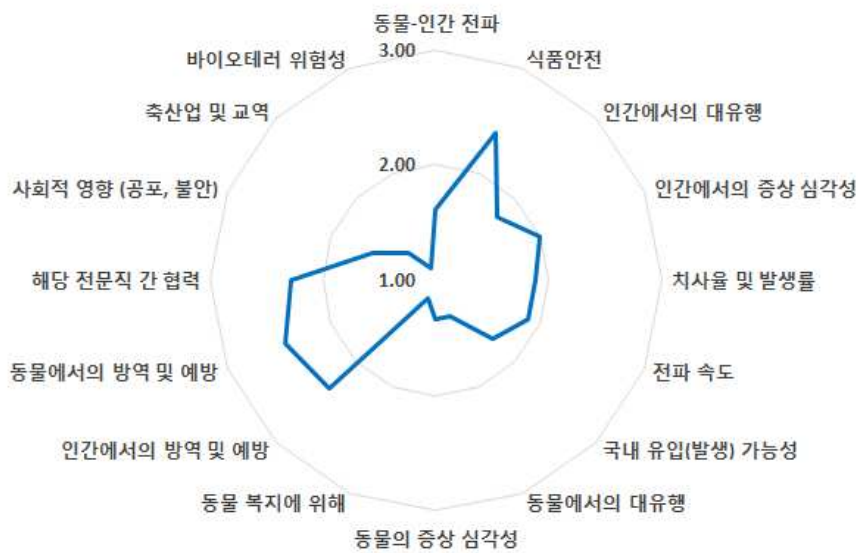 동물-인간 전파
3.00
바이오테러 위험성
식품안전
축산업 및 교역
인간에서의 대유행
2.00
사회적 영향 (공포, 불안)
인간에서의 증상 심각성
해당 전문직 간 협력
1.00
치사율 및 발생률
동물에서의 방역 및 예방
전파 속도
인간에서의 방역 및 예방
국내 유입(발생) 가능성
동물 복지에 위해
동물에서의 대유행
동물의 증상 심각성